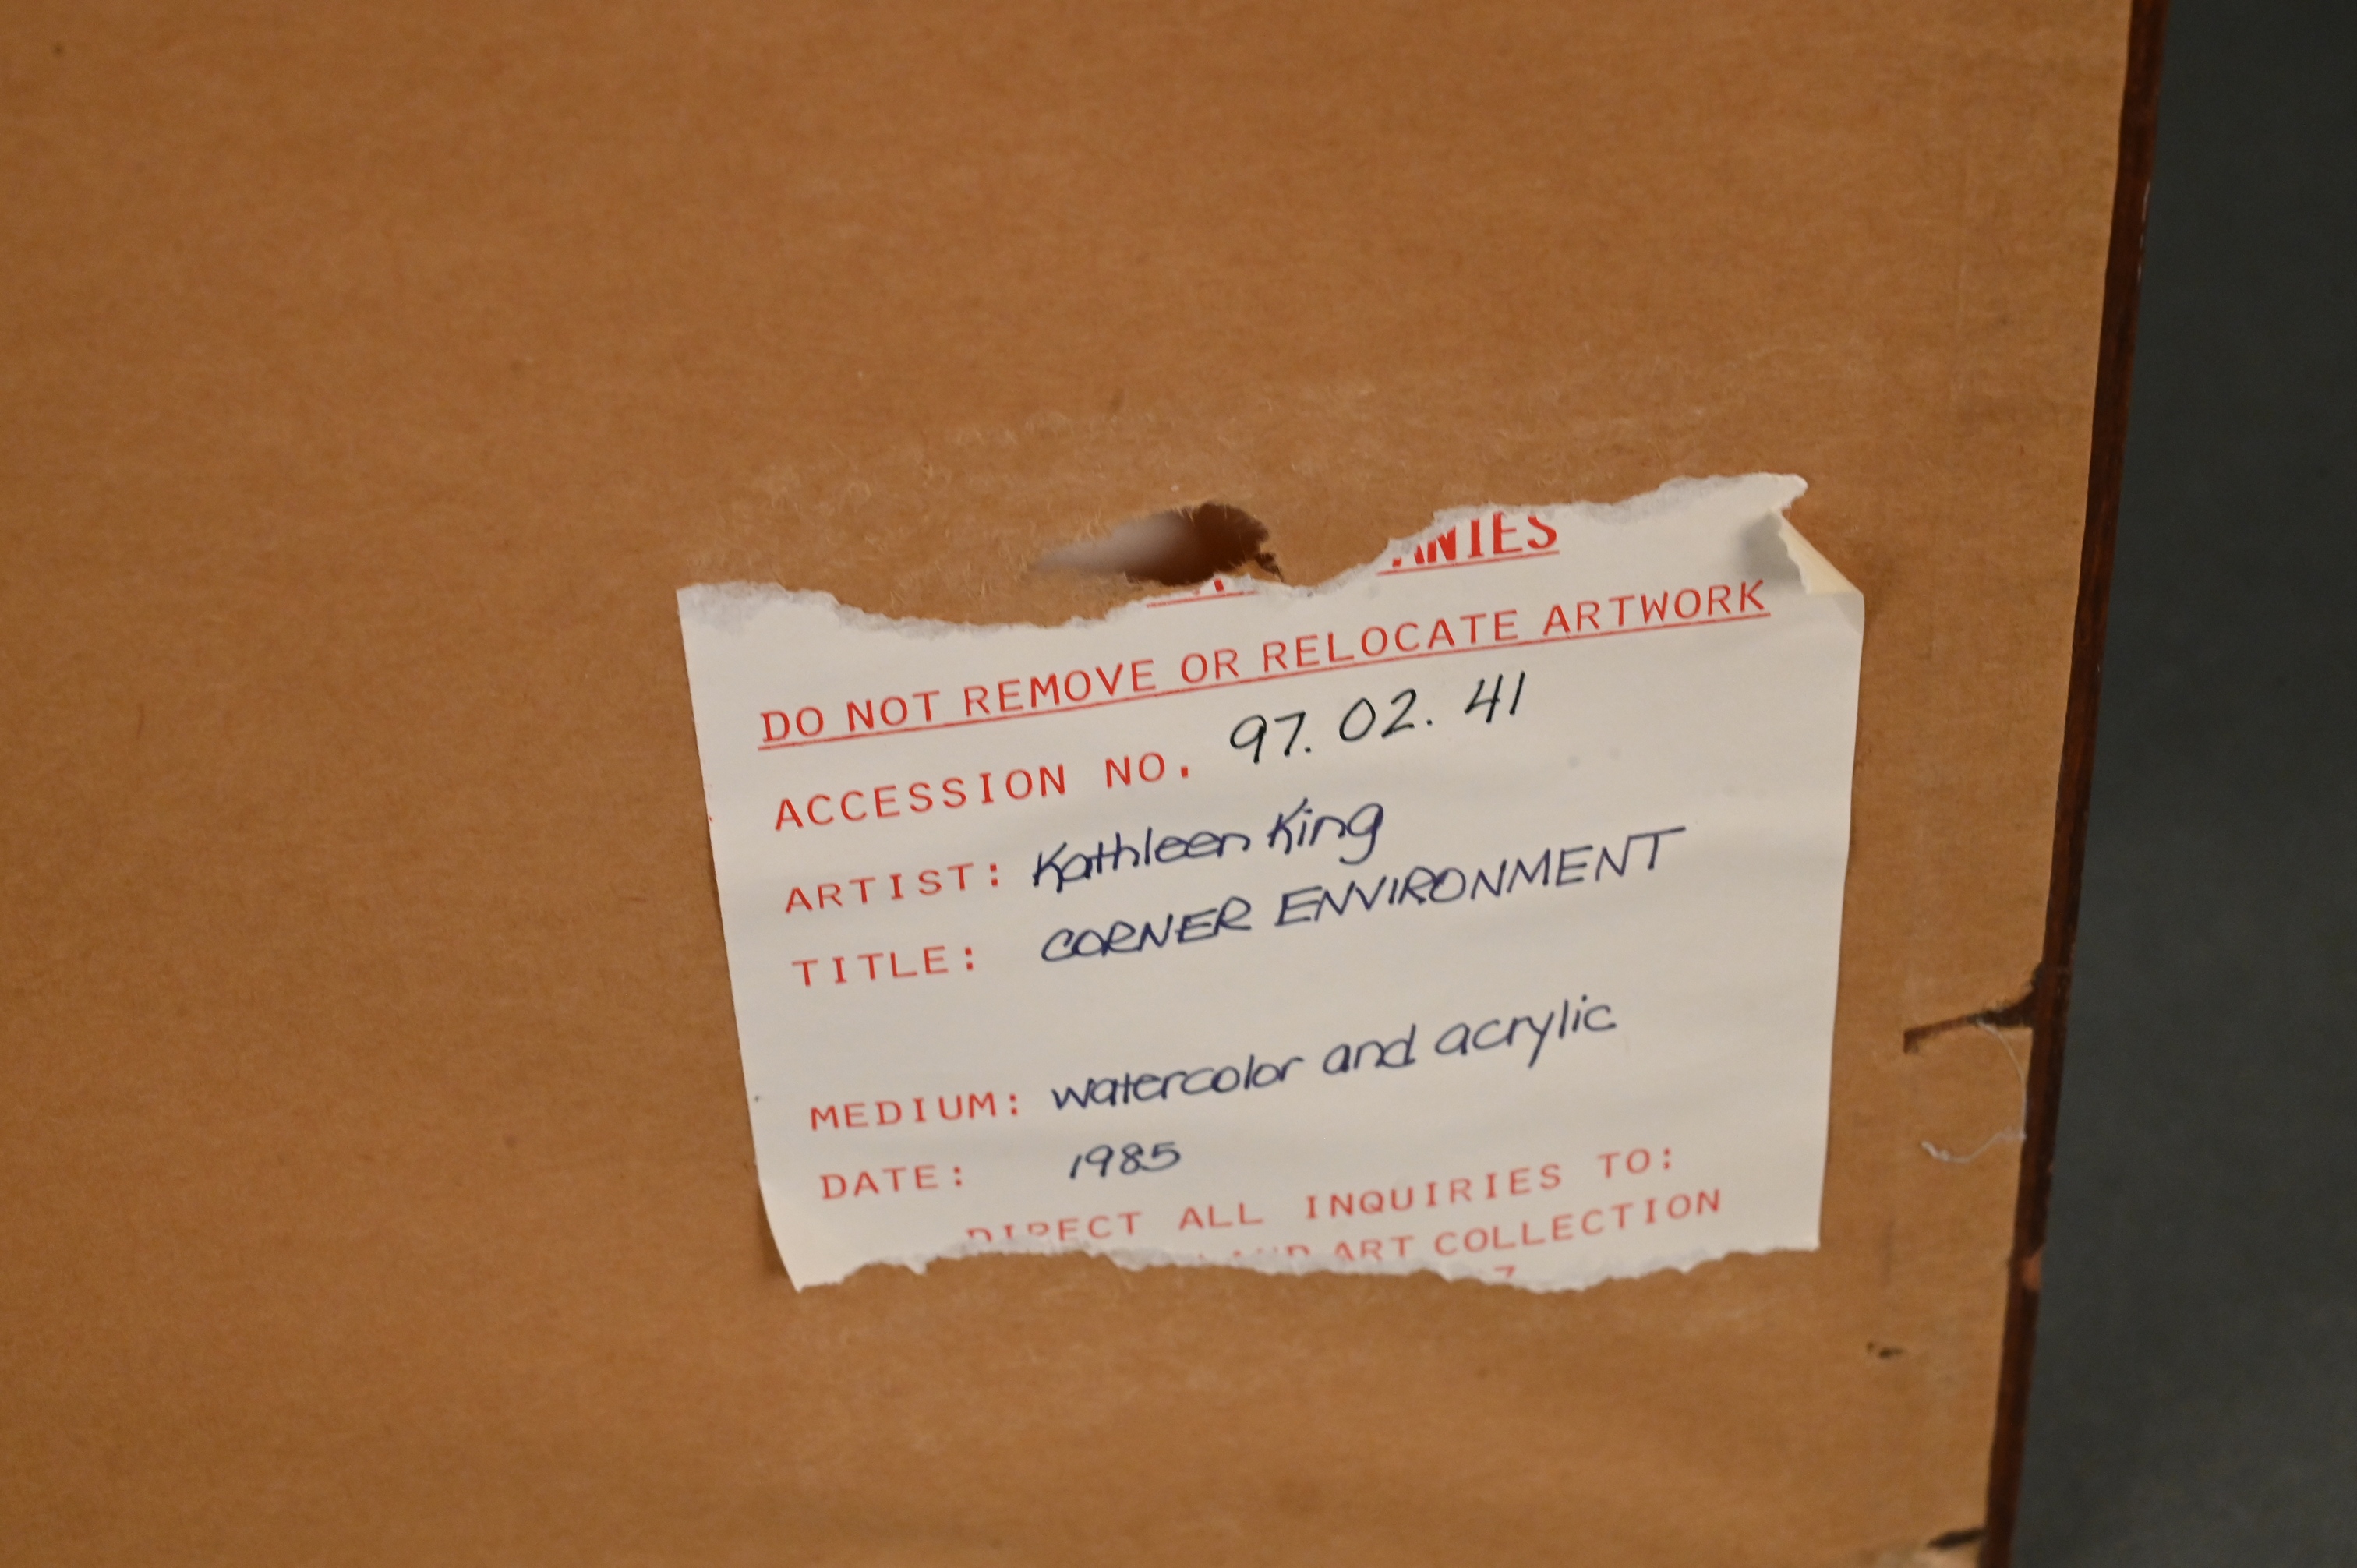 DO NOT REMOVE OR RELOCATE ARTWORK
ACCESSION NO. 97.02.41
ARTIST: Kathleen King
TITLE: CORNER ENVIRONMENT
MEDIUM: watercolor and acrylic
DATE: 1985
DIRECT ALL INQUIRIES TO:
ART COLLECTION